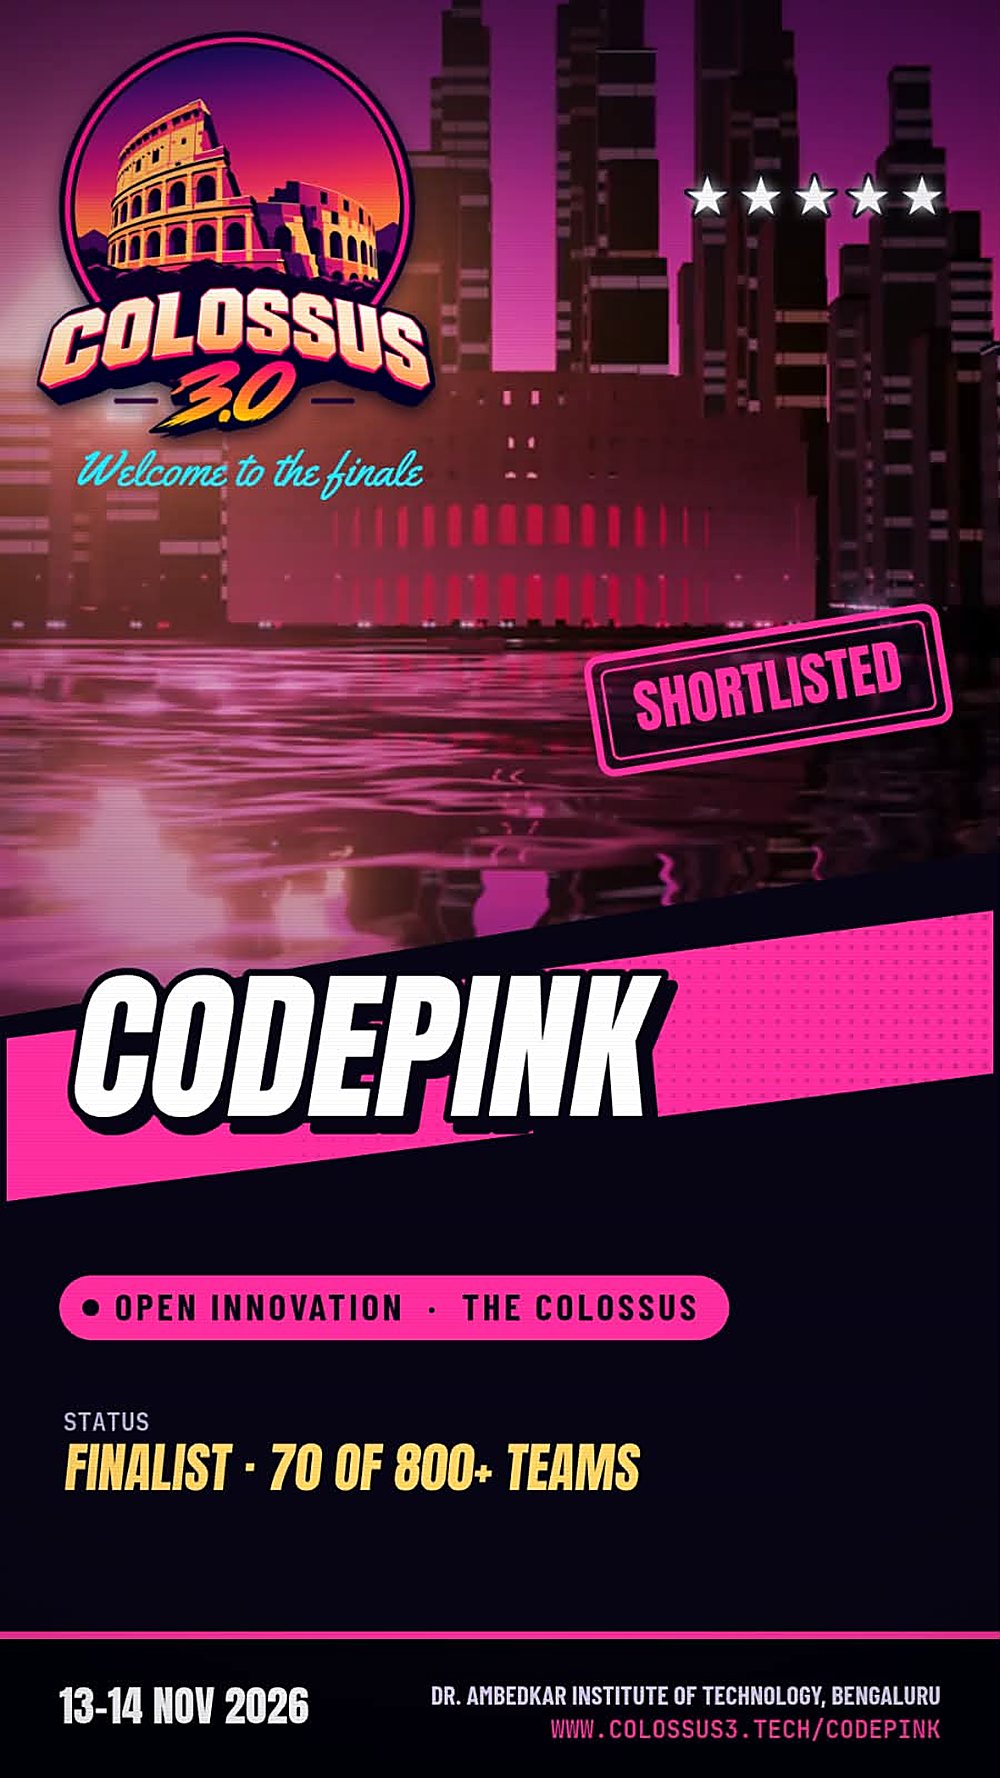 COLOSSUS
3.0
Welcome to the finale
SHORTLISTED
CODEPINK
OPEN INNOVATION · THE COLOSSUS
STATUS
FINALIST · 70 OF 800+ TEAMS
13-14 NOV 2026
DR. AMBEDKAR INSTITUTE OF TECHNOLOGY, BENGALURU
WWW.COLOSSUS3.TECH/CODEPINK